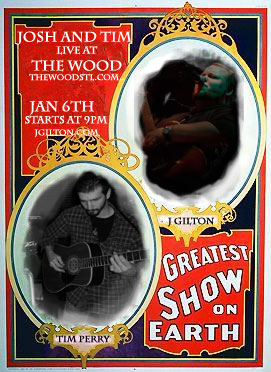 JOSH AND TIM
LIVE AT
THE WOOD
THEWOODSTL.COM
JAN 6TH
STARTS AT 9PM
JGILTON.COM
J GILTON
TIM PERRY
GREATEST
SHOW
ON
EARTH